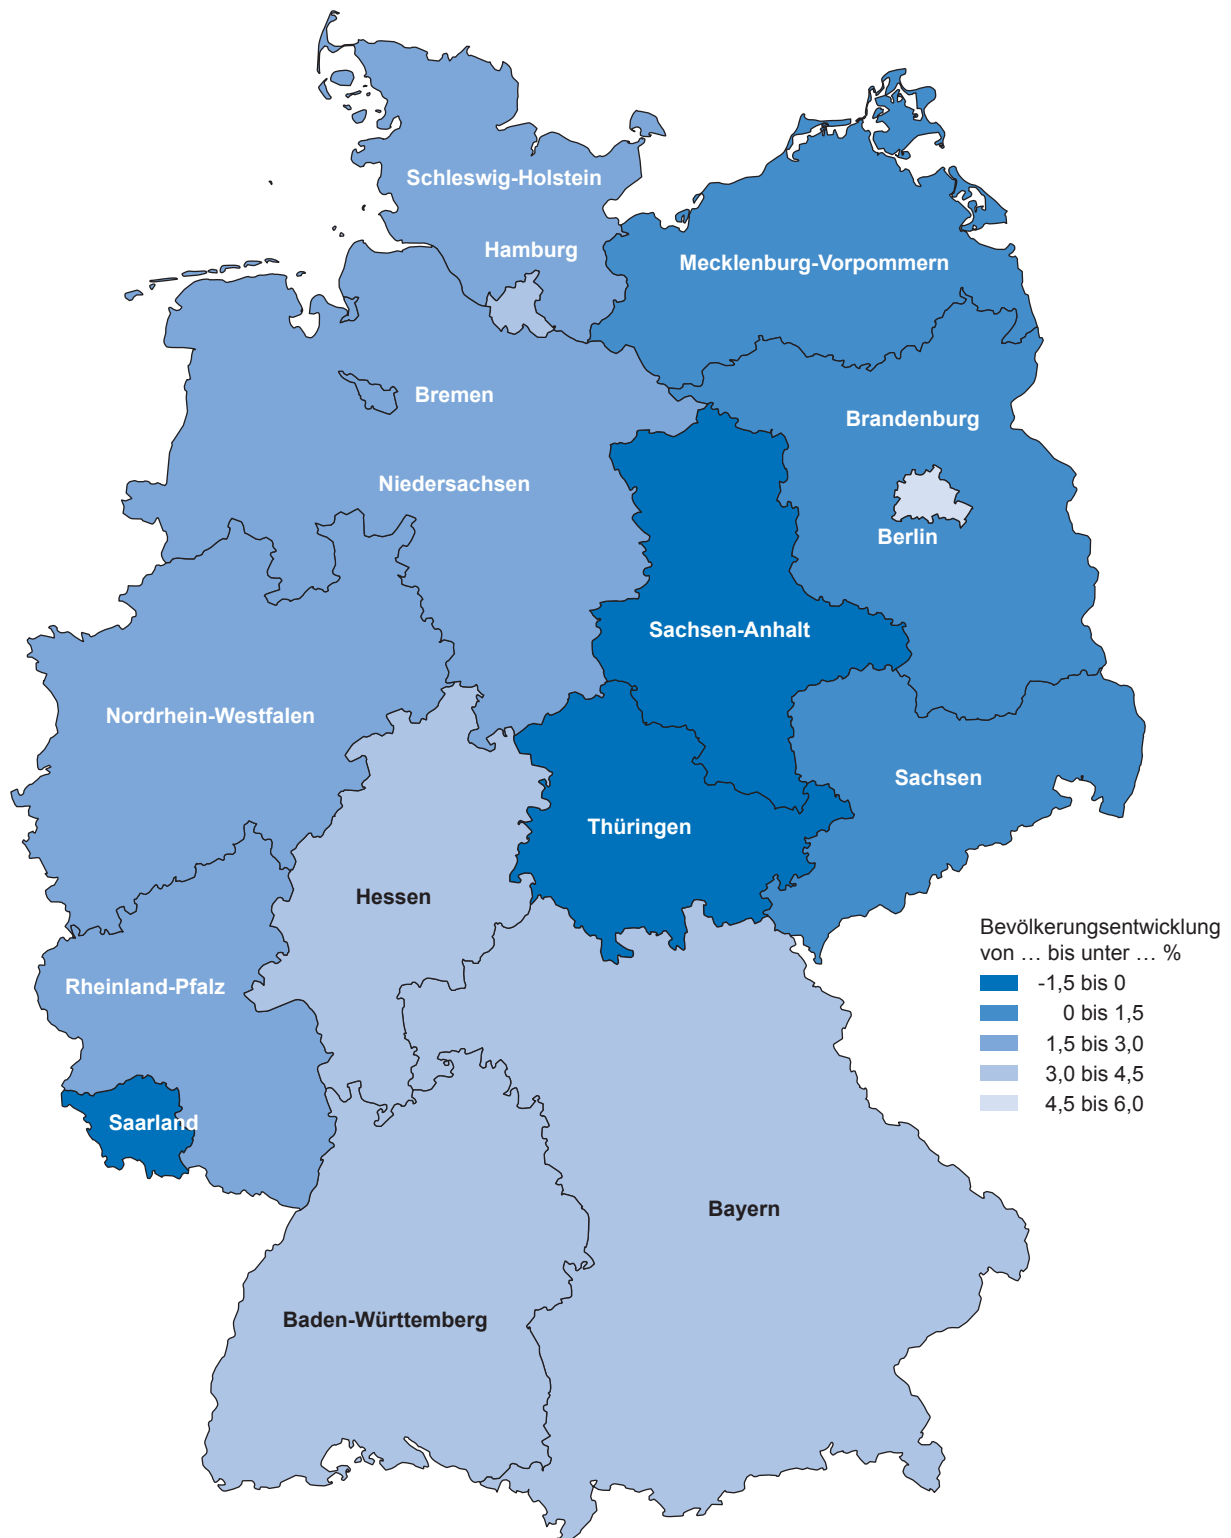 Schleswig-Holstein
Hamburg
Mecklenburg-Vorpommern
Bremen
Brandenburg
Niedersachsen
Berlin
Sachsen-Anhalt
Nordrhein-Westfalen
Sachsen
Thüringen
Hessen
Bevölkerungsentwicklung
von … bis unter … %
-1,5 bis 0
0 bis 1,5
1,5 bis 3,0
3,0 bis 4,5
4,5 bis 6,0
Rheinland-Pfalz
Saarland
Bayern
Baden-Württemberg